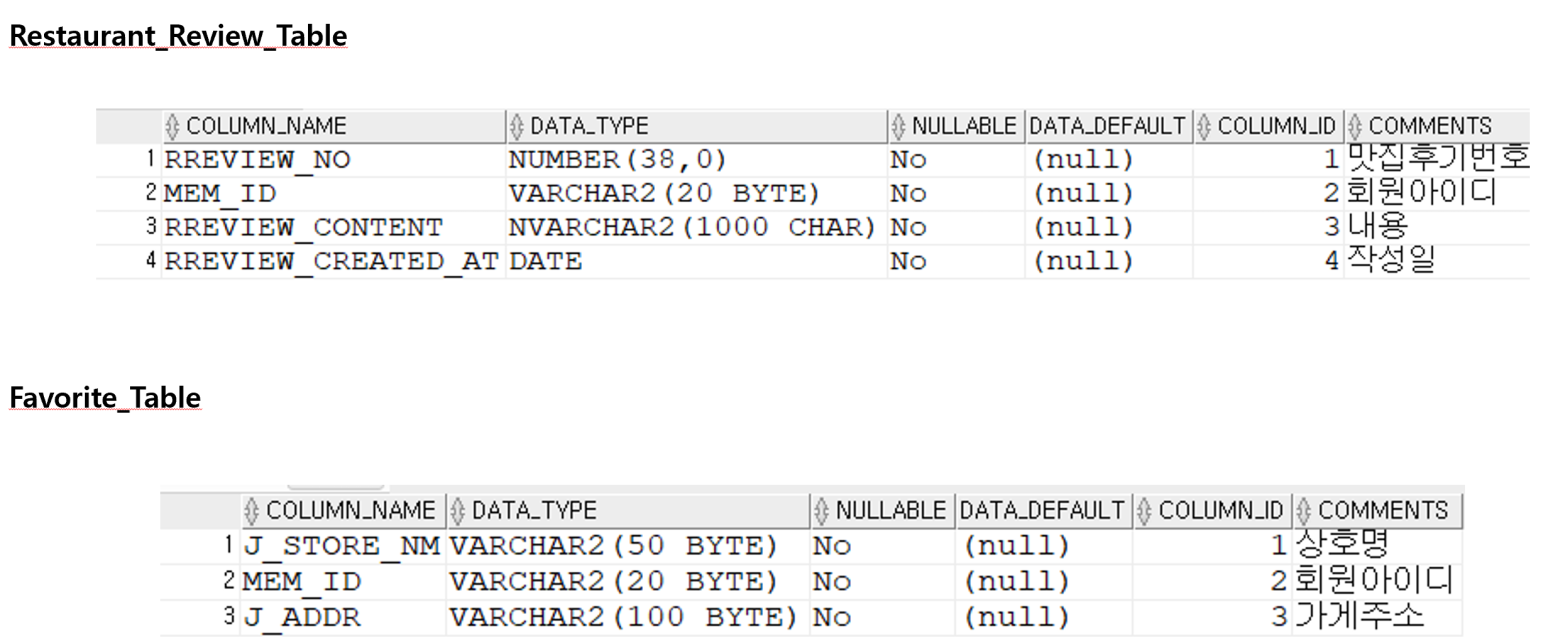 Restaurant_Review_Table
COLUMN_NAME DATA_TYPE NULLABLE DATA_DEFAULT COLUMN_ID COMMENTS
1 RREVIEW_NO NUMBER(38,0) No (null) 1 맛집후기번호
2 MEM_ID VARCHAR2(20 BYTE) No (null) 2 회원아이디
3 RREVIEW_CONTENT NVARCHAR2(1000 CHAR) No (null) 3 내용
4 RREVIEW_CREATED_AT DATE No (null) 4 작성일
Favorite_Table
COLUMN_NAME DATA_TYPE NULLABLE DATA_DEFAULT COLUMN_ID COMMENTS
1 J_STORE_NM VARCHAR2(50 BYTE) No (null) 1 상호명
2 MEM_ID VARCHAR2(20 BYTE) No (null) 2 회원아이디
3 J_ADDR VARCHAR2(100 BYTE) No (null) 3 가게주소